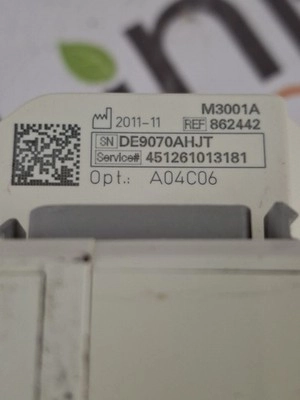 M3001A
2011-11 REF 862442
SN DE9070AHJT
Service# 451261013181
Opt.: A04C06